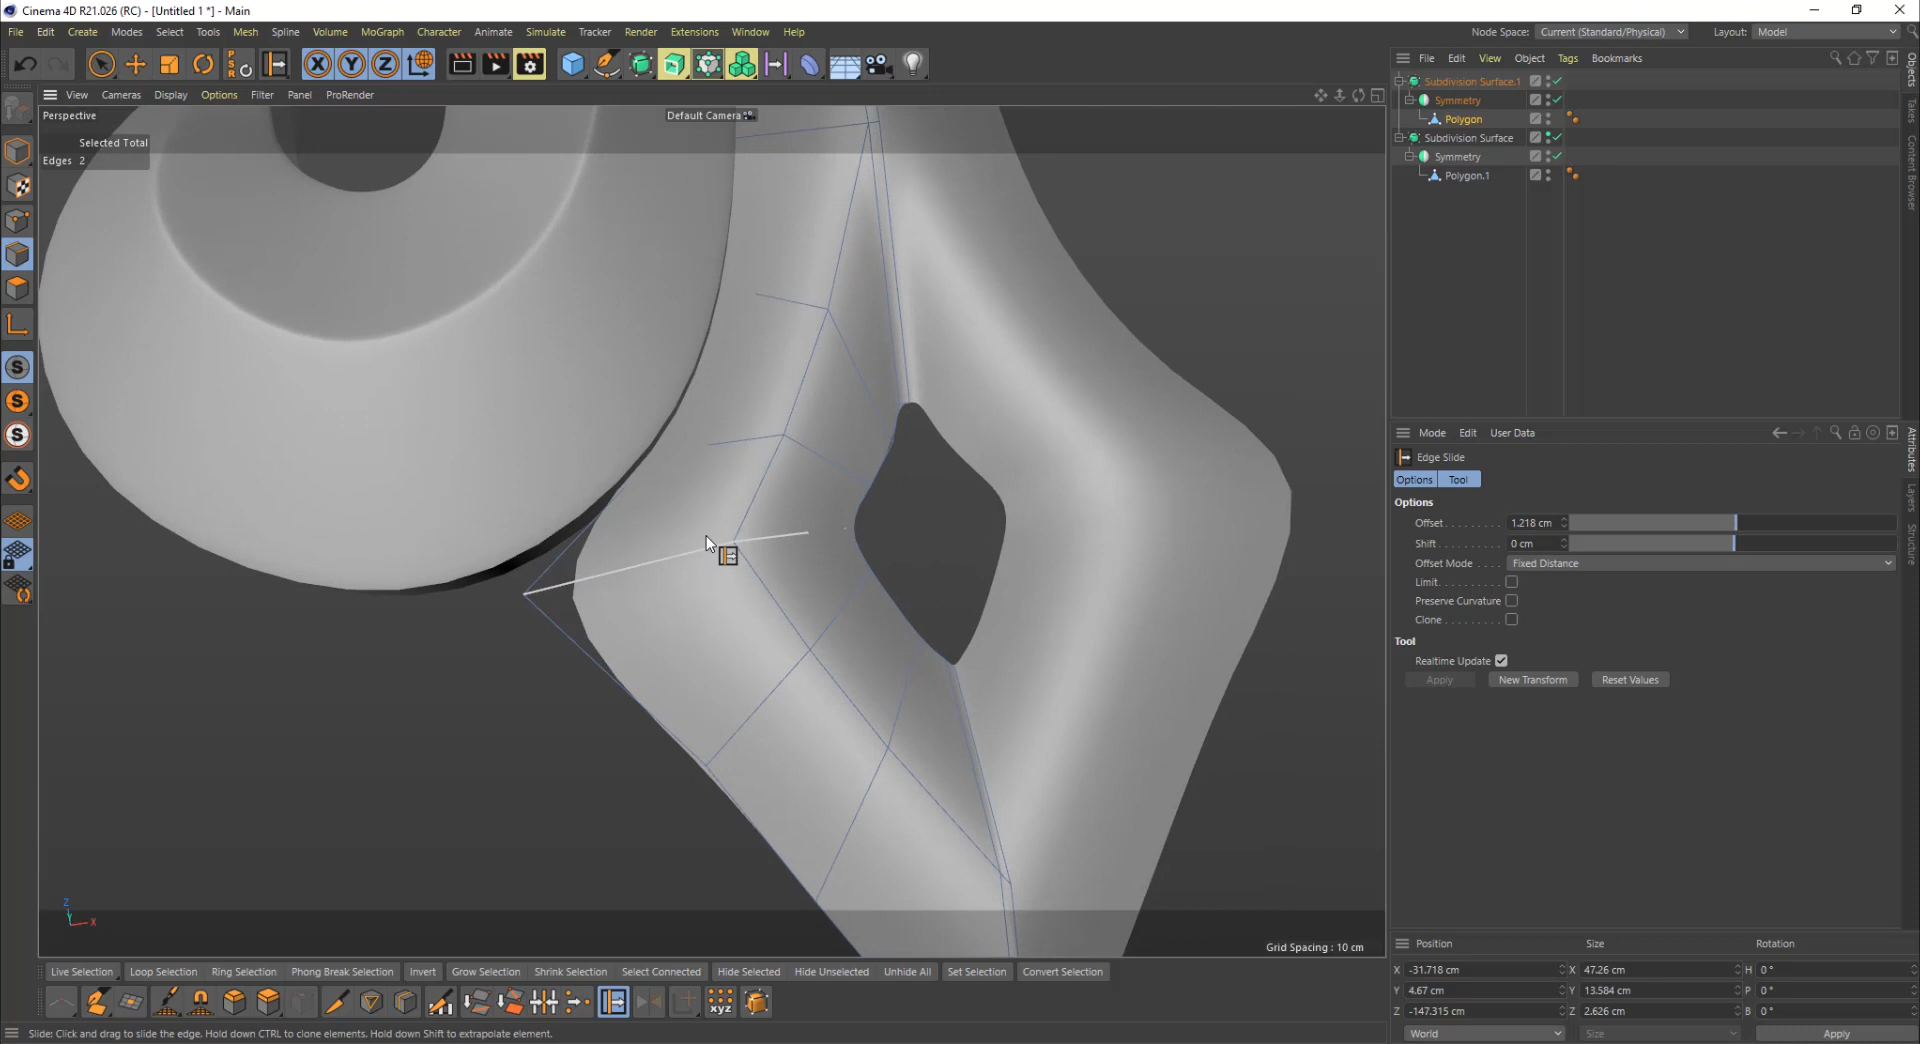 Cinema 4D R21.026 (RC) - [Untitled 1 *] - Main
File Edit Create Modes Select Tools Mesh Spline Volume MoGraph Character Animate Simulate Tracker Render Extensions Window Help
Node Space: Current (Standard/Physical) Layout: Model
PSR
X Y Z
File Edit View Object Tags Bookmarks
View Cameras Display Options Filter Panel ProRender
Perspective
Default Camera
Selected Total
Edges 2
Subdivision Surface.1
Symmetry
Polygon
Subdivision Surface
Symmetry
Polygon.1
Objects
Takes
Content Browser
S
S
S
Mode Edit User Data
Edge Slide
Options Tool
Options
Offset 1.218 cm
Shift 0 cm
Offset Mode Fixed Distance
Limit
Preserve Curvature
Clone
Tool
Realtime Update
Apply New Transform Reset Values
Attributes
Layers
Structure
Z
Y
X
Grid Spacing : 10 cm
Position Size Rotation
X -31.718 cm X 47.26 cm H 0 °
Y 4.67 cm Y 13.584 cm P 0 °
Z -147.315 cm Z 2.626 cm B 0 °
World Size Apply
Live Selection Loop Selection Ring Selection Phong Break Selection Invert Grow Selection Shrink Selection Select Connected Hide Selected Hide Unselected Unhide All Set Selection Convert Selection
xyz
Slide: Click and drag to slide the edge. Hold down CTRL to clone elements. Hold down Shift to extrapolate element.